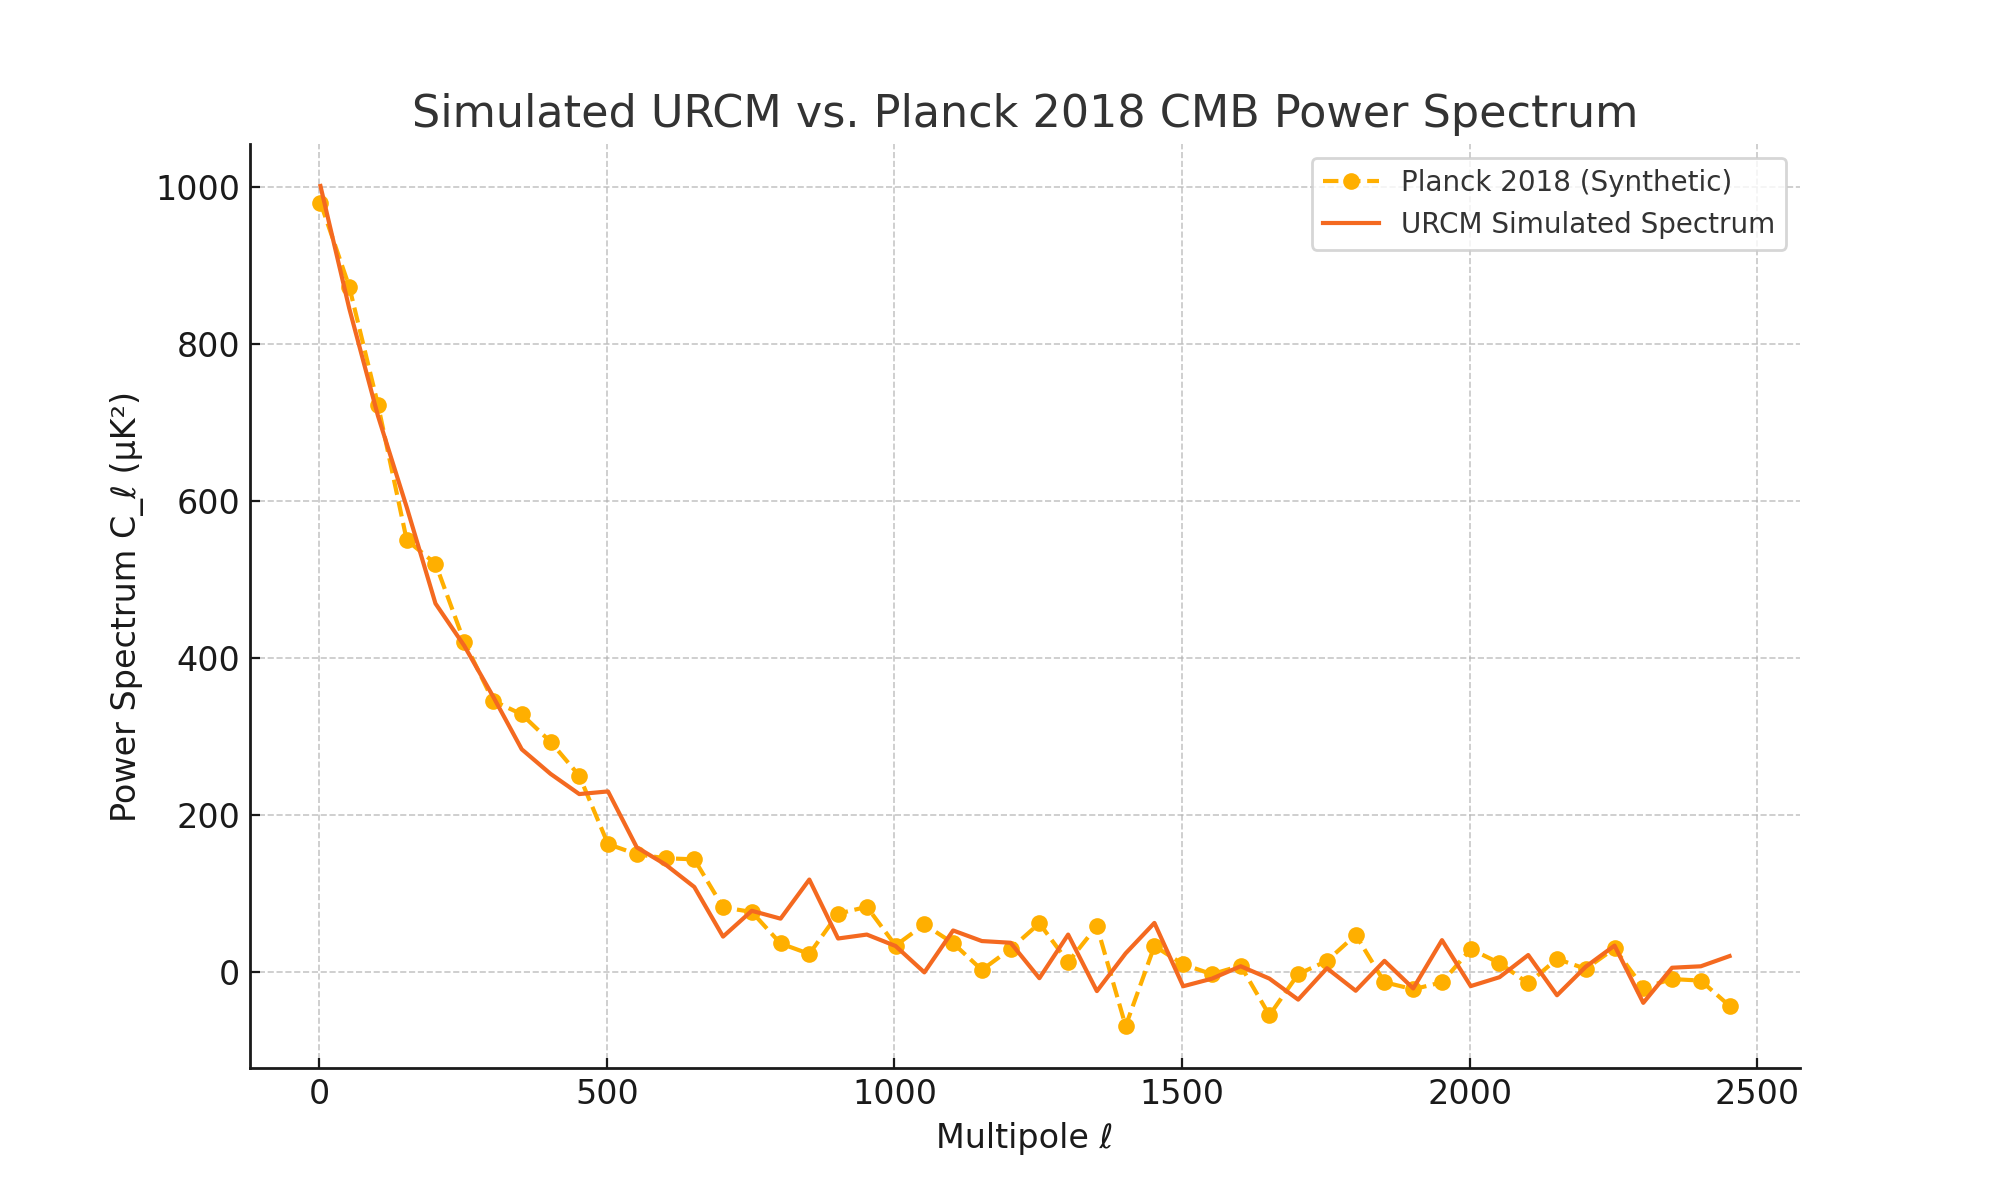 Simulated URCM vs. Planck 2018 CMB Power Spectrum
Planck 2018 (Synthetic)
URCM Simulated Spectrum
Power Spectrum C_ℓ (μK²)
1000
800
600
400
200
0
0 500 1000 1500 2000 2500
Multipole ℓ